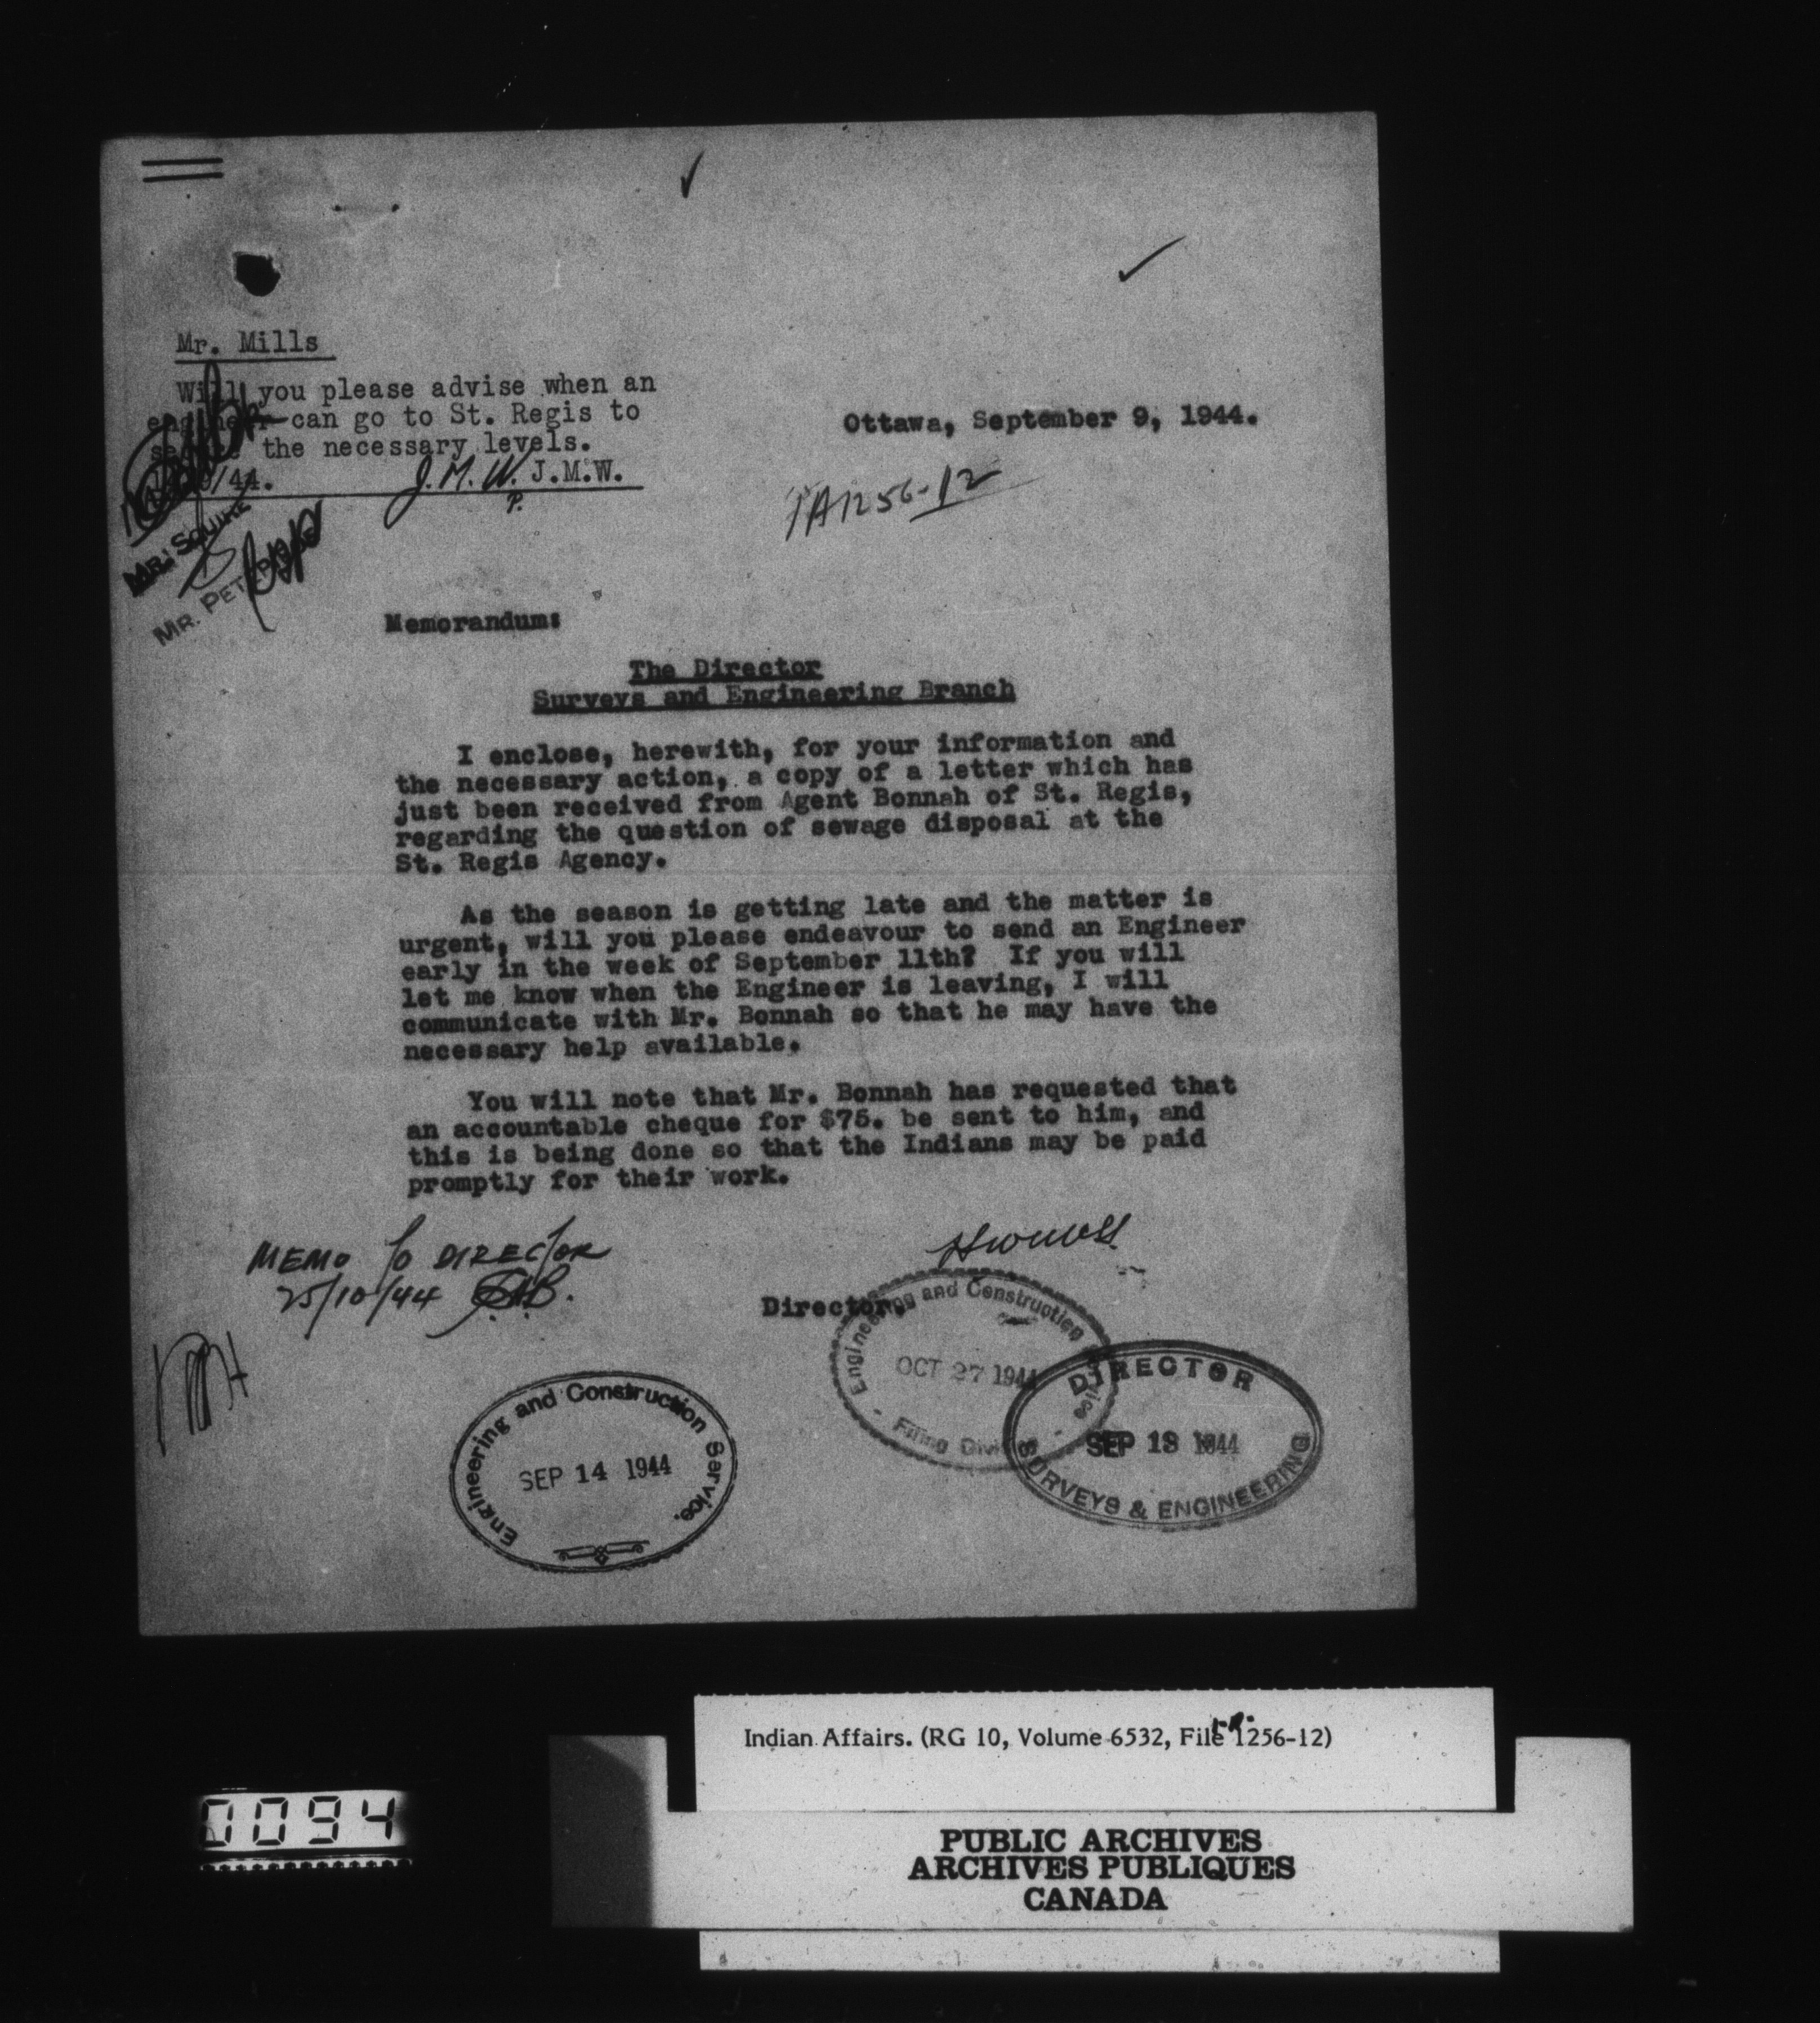 Mr. Mills
Will you please advise when an
engineer can go to St. Regis to
the necessary levels.
/44.
J.M.W. J.M.W.
P.
Ottawa, September 9, 1944.
1256-12
MR. SQUIRE
MR.
Memorandum:
The Director
Surveys and Engineering Branch
I enclose, herewith, for your information and
the necessary action, a copy of a letter which has
just been received from Agent Bonnah of St. Regis,
regarding the question of sewage disposal at the
St. Regis Agency.
As the season is getting late and the matter is
urgent, will you please endeavour to send an Engineer
early in the week of September 11th? If you will
let me know when the Engineer is leaving, I will
communicate with Mr. Bonnah so that he may have the
necessary help available.
You will note that Mr. Bonnah has requested that
an accountable cheque for $75. be sent to him, and
this is being done so that the Indians may be paid
promptly for their work.
MEMO to DIRECTOR
25/10/44
Director.
Engineering and Construction Service
OCT 27 1944
Filing Divi
DIRECTOR
SEP 13 1944
SURVEYS & ENGINEERING
Engineering and Construction Service.
SEP 14 1944
Indian Affairs. (RG 10, Volume 6532, File 1256-12)
0094
PUBLIC ARCHIVES
ARCHIVES PUBLIQUES
CANADA